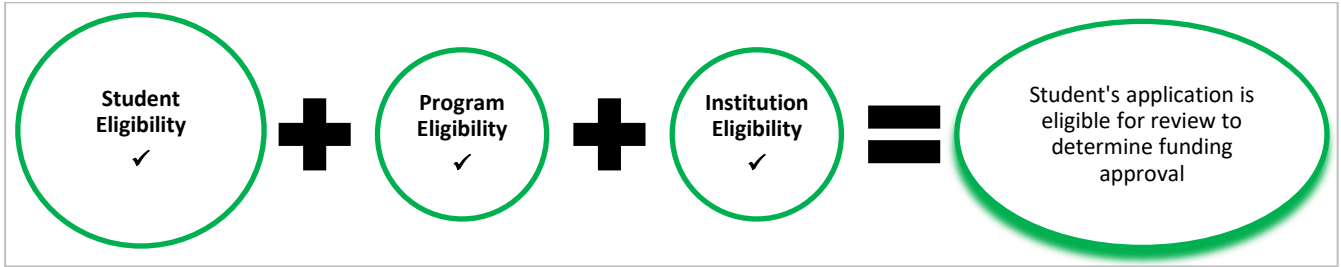 Student
Eligibility
✓
Program
Eligibility
✓
Institution
Eligibility
✓
Student's application is
eligible for review to
determine funding
approval